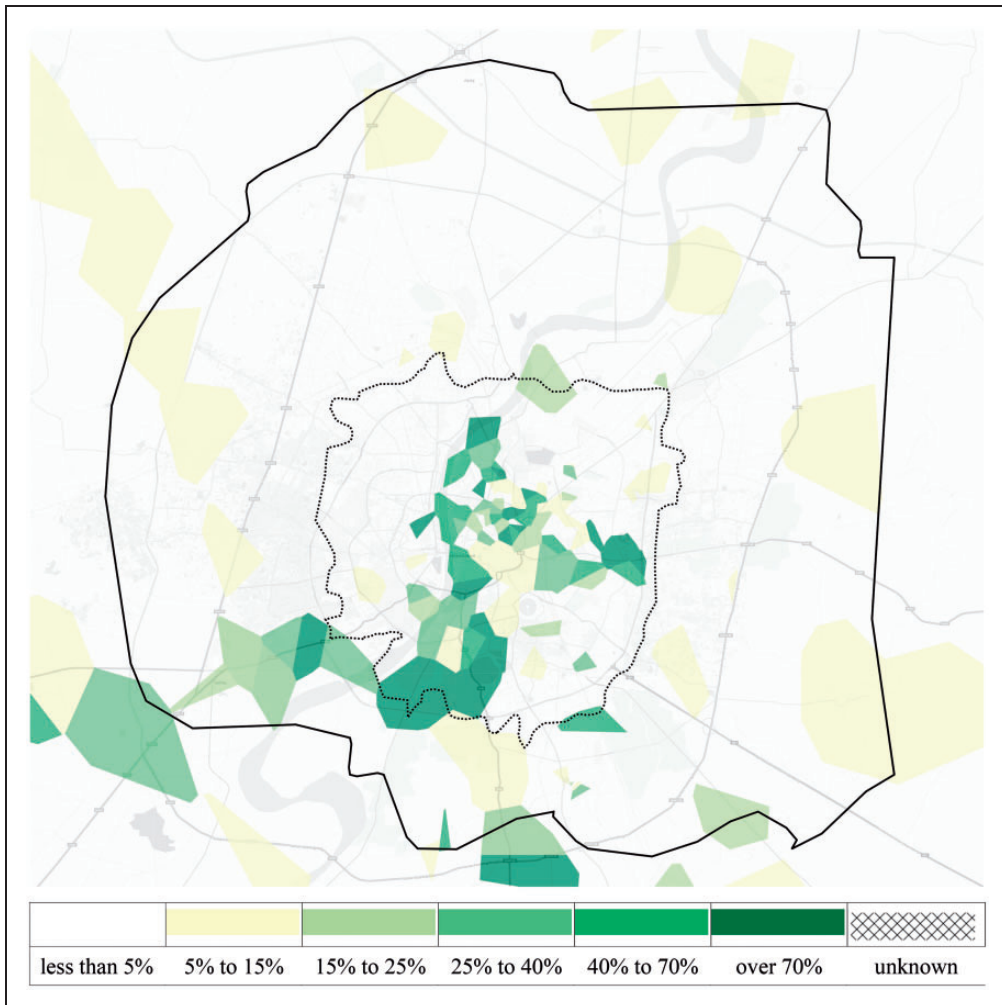 less than 5%
5% to 15%
15% to 25%
25% to 40%
40% to 70%
over 70%
unknown